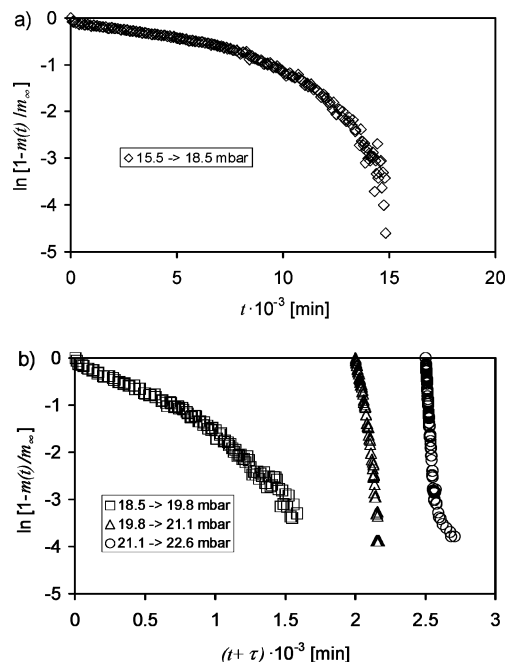 a)
0
-1
-2
-3
-4
-5
ln [1-m(t)/m∞]
◇ 15.5 -> 18.5 mbar
0 5 10 15 20
t·10⁻³ [min]
b)
0
-1
-2
-3
-4
-5
ln [1-m(t)/m∞]
□ 18.5 -> 19.8 mbar
△ 19.8 -> 21.1 mbar
○ 21.1 -> 22.6 mbar
0 0.5 1 1.5 2 2.5 3
(t+ τ)·10⁻³ [min]